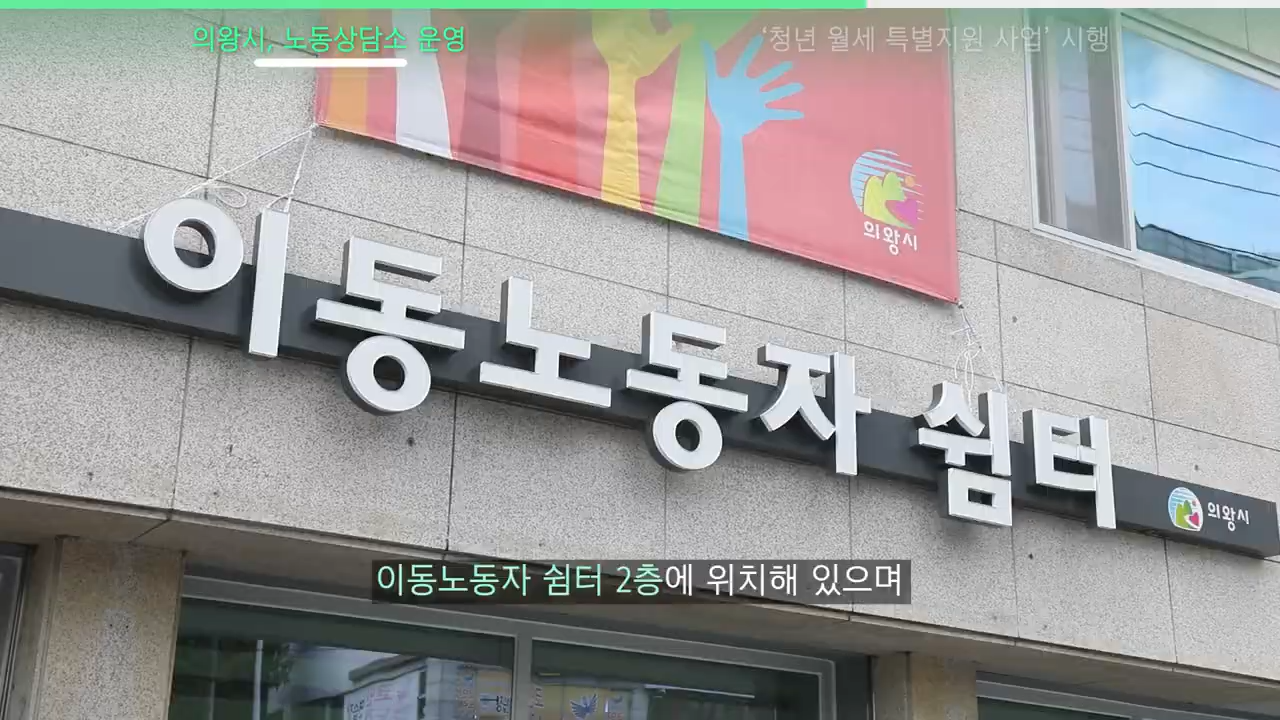 의왕시, 노동상담소 운영
‘청년 월세 특별지원 사업’ 시행
의왕시
이동노동자 쉼터
의왕시
이동노동자 쉼터 2층에 위치해 있으며